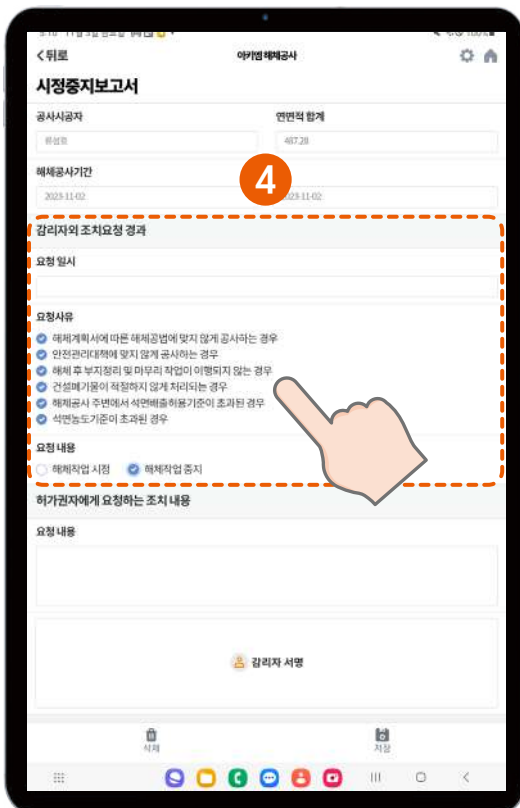 뒤로
아키엠 해체공사
시정중지보고서
공사시공자
연면적 합계
487.28
해체공사기간
2023-11-02
2023-11-02
4
감리자외 조치요청 경과
요청 일시
요청사유
해체계획서에 따른 해체공법에 맞지 않게 공사하는 경우
안전관리대책에 맞지 않게 공사하는 경우
해체 후 부지정리 및 마무리 작업이 이행되지 않는 경우
건설폐기물이 적절하지 않게 처리되는 경우
해체공사 주변에서 석면배출허용기준이 초과된 경우
석면농도기준이 초과된 경우
요청 내용
해체작업 시정
해체작업 중지
허가권자에게 요청하는 조치 내용
요청 내용
감리자 서명
삭제
저장